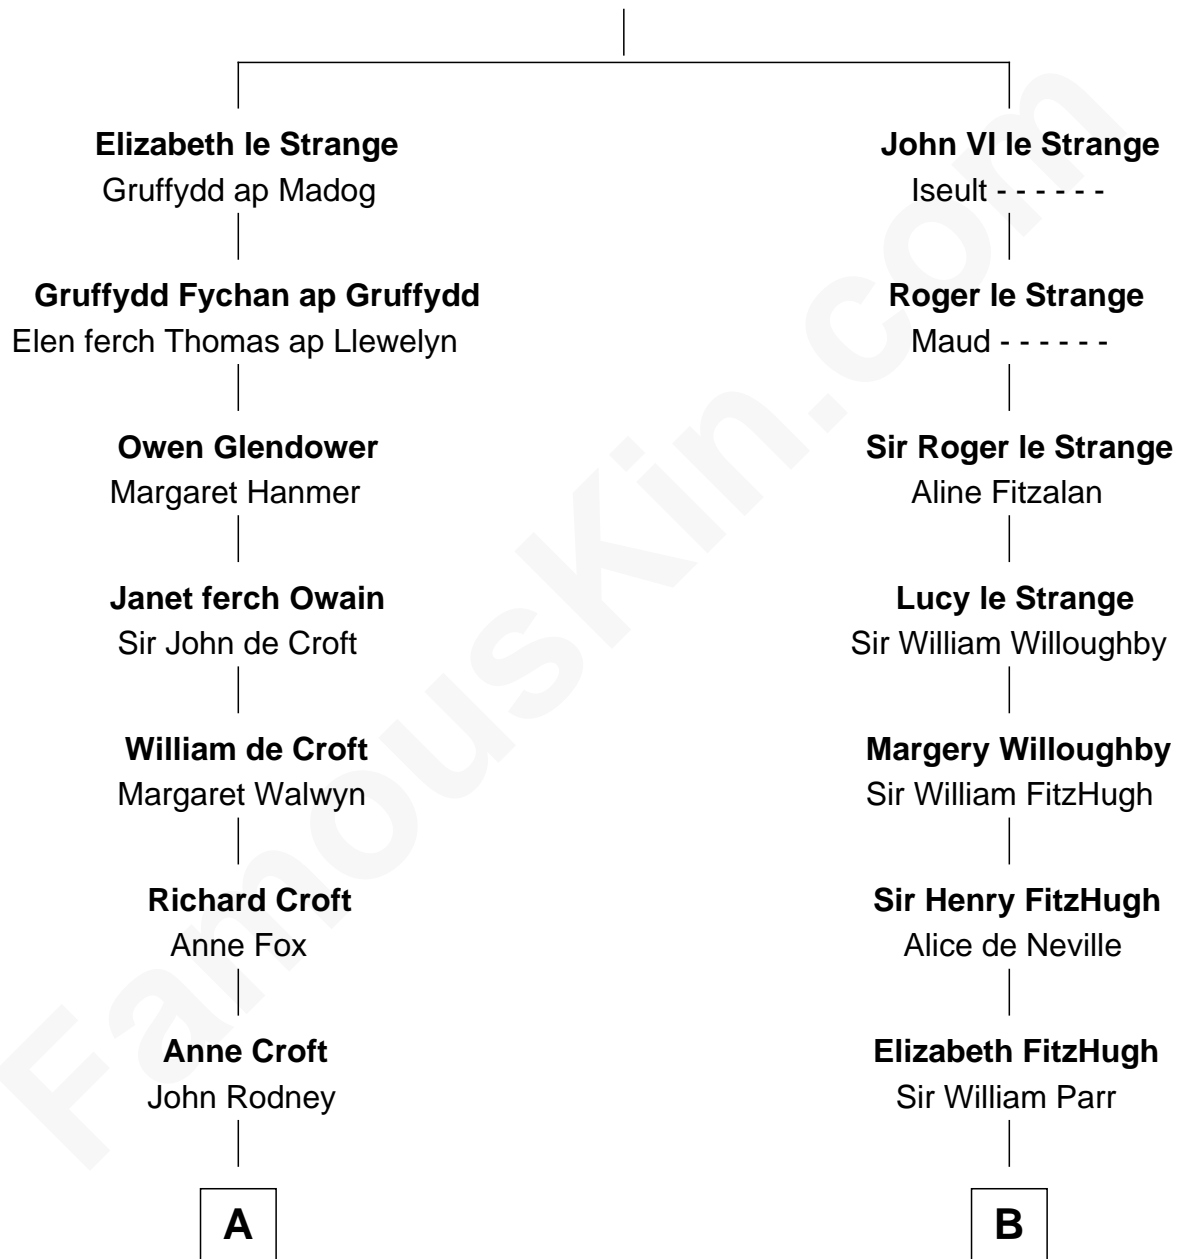 Elizabeth le Strange
Gruffydd ap Madog
Gruffydd Fychan ap Gruffydd
Elen ferch Thomas ap Llewelyn
Owen Glendower
Margaret Hanmer
Janet ferch Owain
Sir John de Croft
William de Croft
Margaret Walwyn
Richard Croft
Anne Fox
Anne Croft
John Rodney
A
John VI le Strange
Iseult - - - - - -
Roger le Strange
Maud - - - - - -
Sir Roger le Strange
Aline Fitzalan
Lucy le Strange
Sir William Willoughby
Margery Willoughby
Sir William FitzHugh
Sir Henry FitzHugh
Alice de Neville
Elizabeth FitzHugh
Sir William Parr
B
FamousKin.com